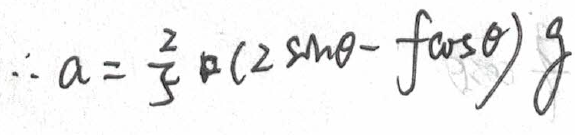 ∴ a = 2/5 (2 sinθ - f cosθ) g